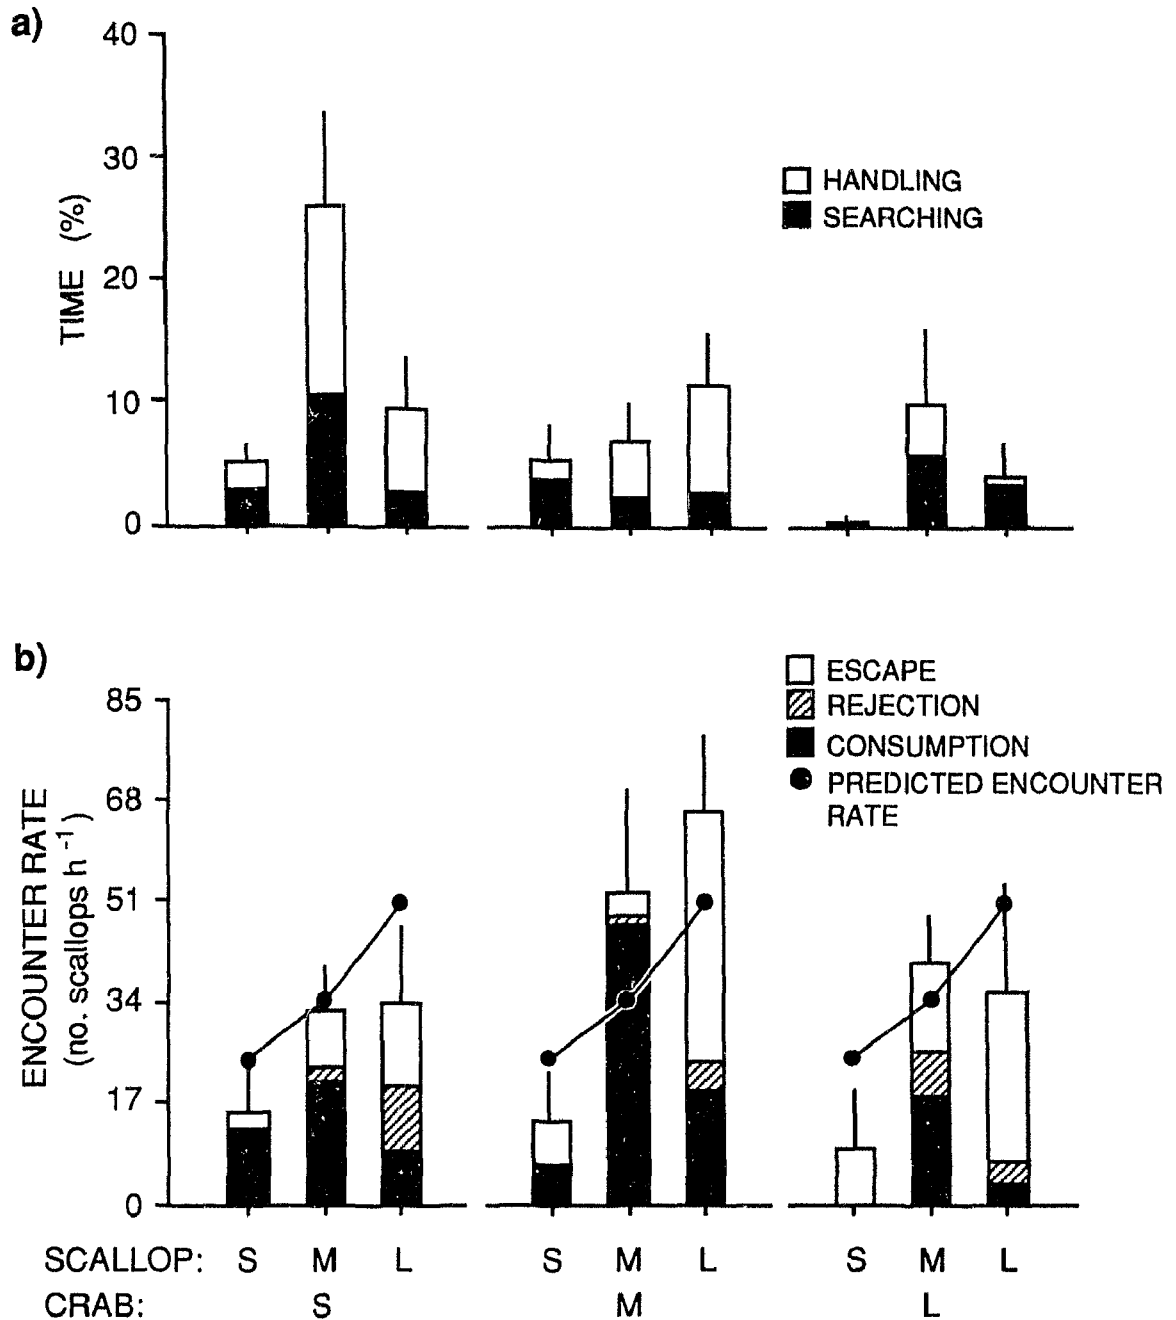 a)
40
30
20
10
0
TIME (%)
HANDLING
SEARCHING
b)
85
68
51
34
17
0
ENCOUNTER RATE
(no. scallops h⁻¹)
ESCAPE
REJECTION
CONSUMPTION
PREDICTED ENCOUNTER
RATE
SCALLOP: S M L S M L S M L
CRAB: S M L